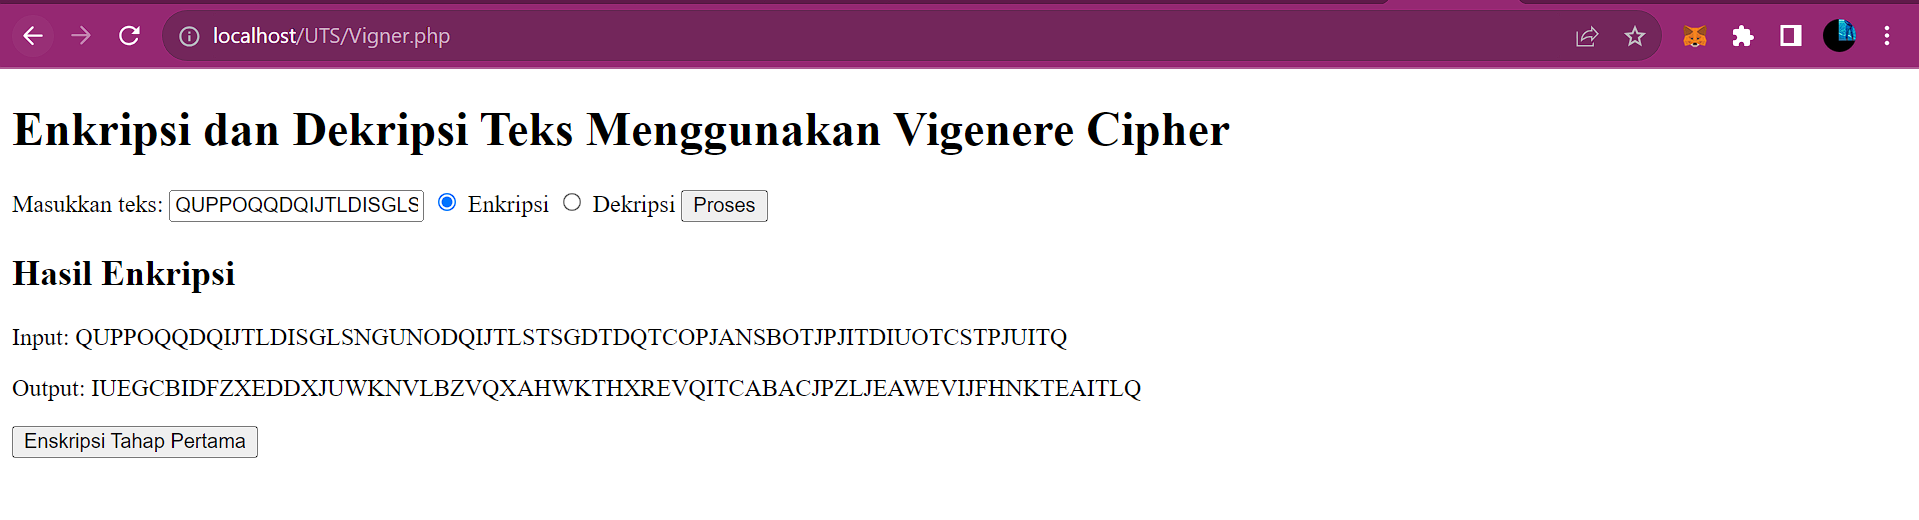 localhost/UTS/Vigner.php
Enkripsi dan Dekripsi Teks Menggunakan Vigenere Cipher
Masukkan teks: QUPPOQQDQIJTLDISGLS Enkripsi Dekripsi Proses
Hasil Enkripsi
Input: QUPPOQQDQIJTLDISGLSNGUNODQIJTLSTSGDTDQTCOPJANSBOTJPJITDIUOTCSTPJUITQ
Output: IUEGCBIDFZXEDDXJUWKNVLBZVQXAHWKTHXREVQITCABACJPZLJEAWEVIJFHNKTEAITLQ
Enskripsi Tahap Pertama